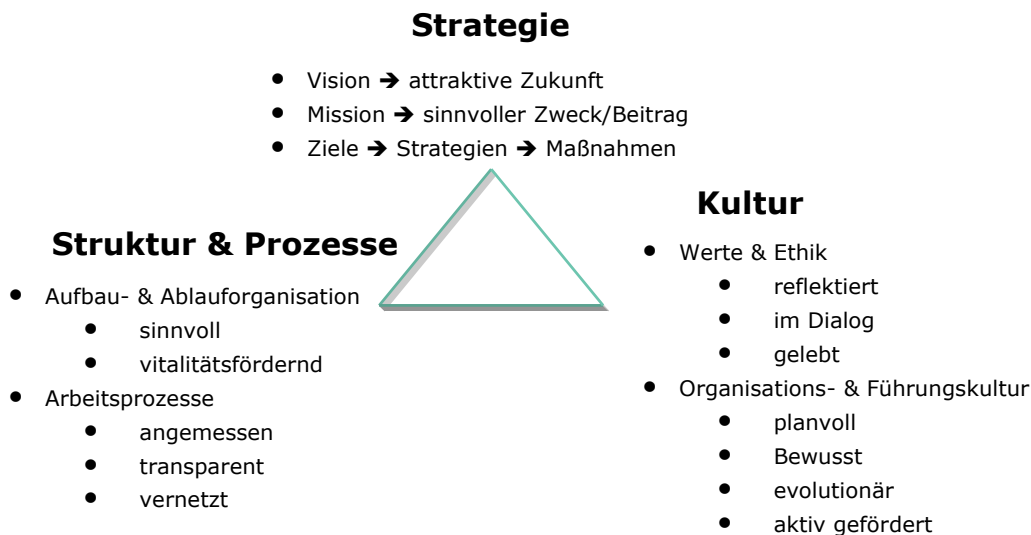 Strategie
• Vision ➔ attraktive Zukunft
• Mission ➔ sinnvoller Zweck/Beitrag
• Ziele ➔ Strategien ➔ Maßnahmen
Struktur & Prozesse
• Aufbau- & Ablauforganisation
• sinnvoll
• vitalitätsfördernd
• Arbeitsprozesse
• angemessen
• transparent
• vernetzt
Kultur
• Werte & Ethik
• reflektiert
• im Dialog
• gelebt
• Organisations- & Führungskultur
• planvoll
• Bewusst
• evolutionär
• aktiv gefördert